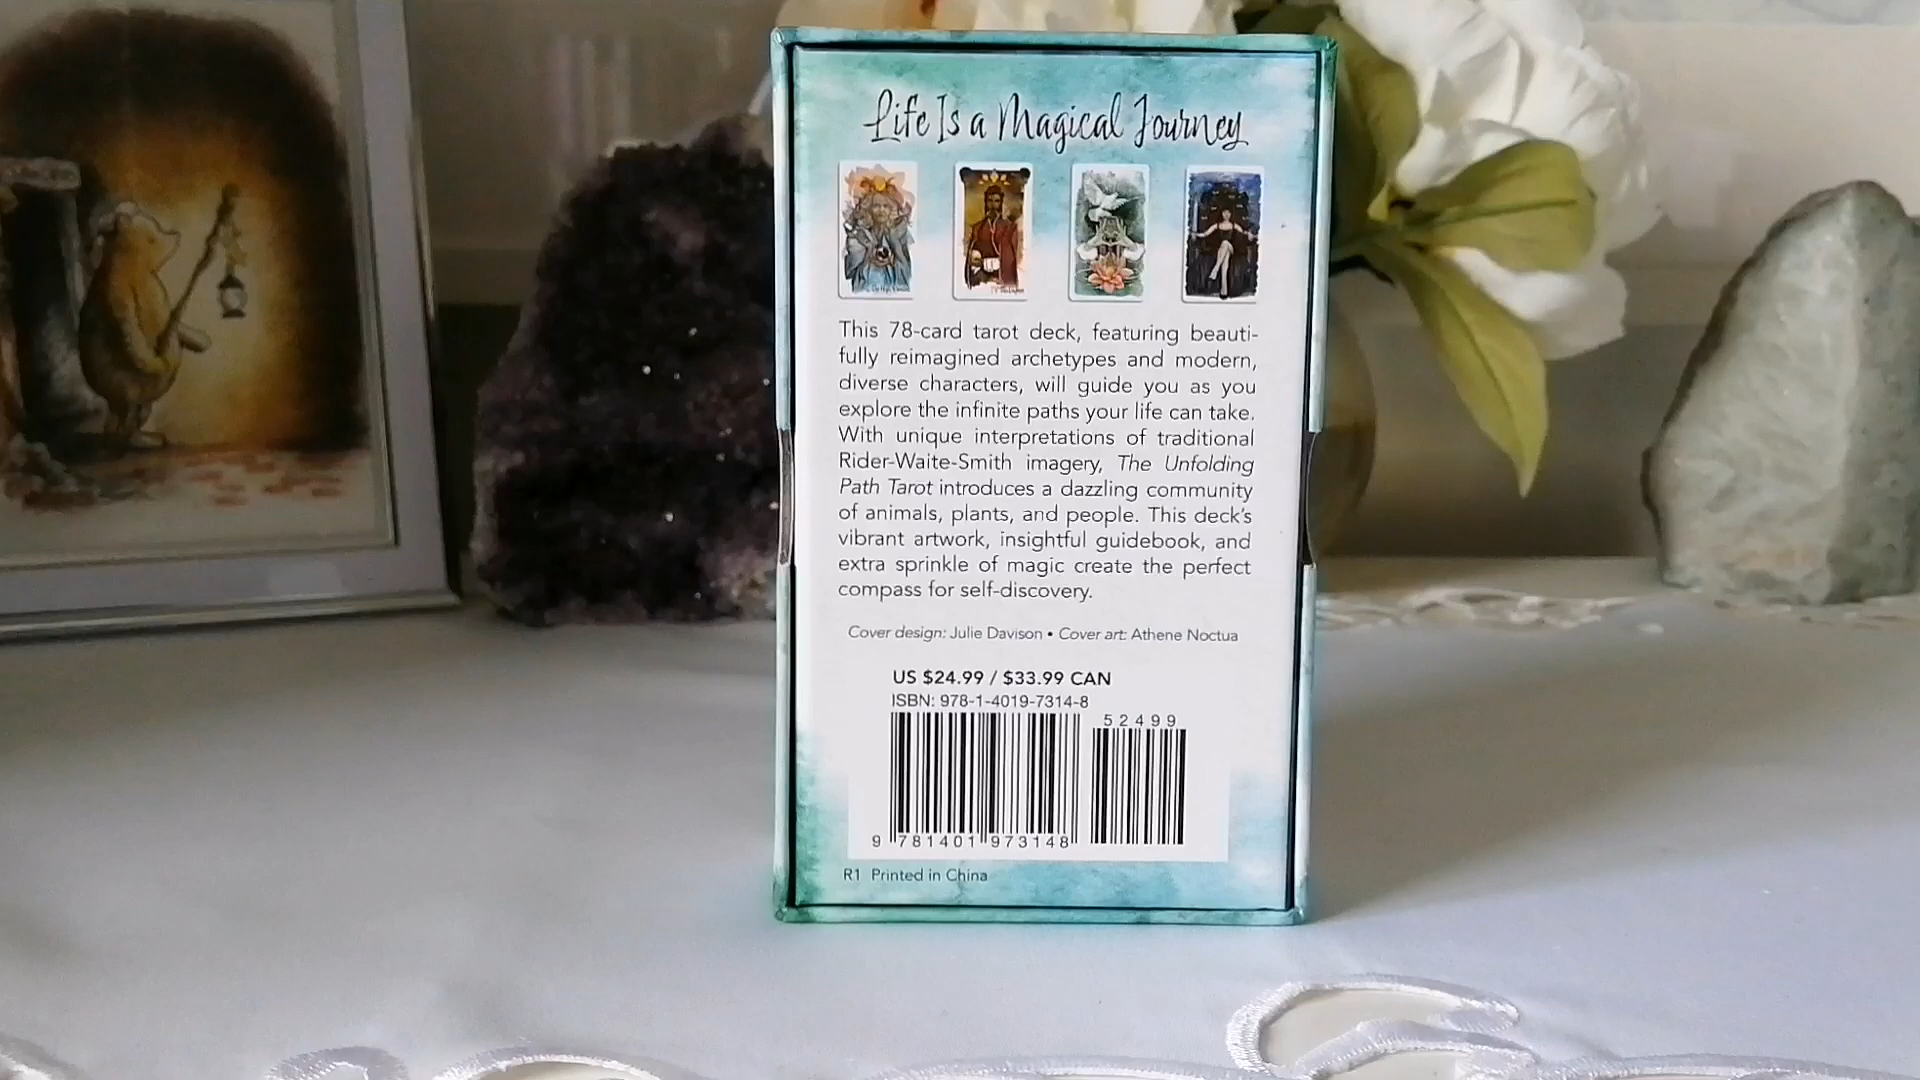 Life Is a Magical Journey
This 78-card tarot deck, featuring beauti-
fully reimagined archetypes and modern,
diverse characters, will guide you as you
explore the infinite paths your life can take.
With unique interpretations of traditional
Rider-Waite-Smith imagery, The Unfolding
Path Tarot introduces a dazzling community
of animals, plants, and people. This deck's
vibrant artwork, insightful guidebook, and
extra sprinkle of magic create the perfect
compass for self-discovery.
Cover design: Julie Davison • Cover art: Athene Noctua
US $24.99 / $33.99 CAN
ISBN: 978-1-4019-7314-8
52499
9 781401 973148
R1 Printed in China